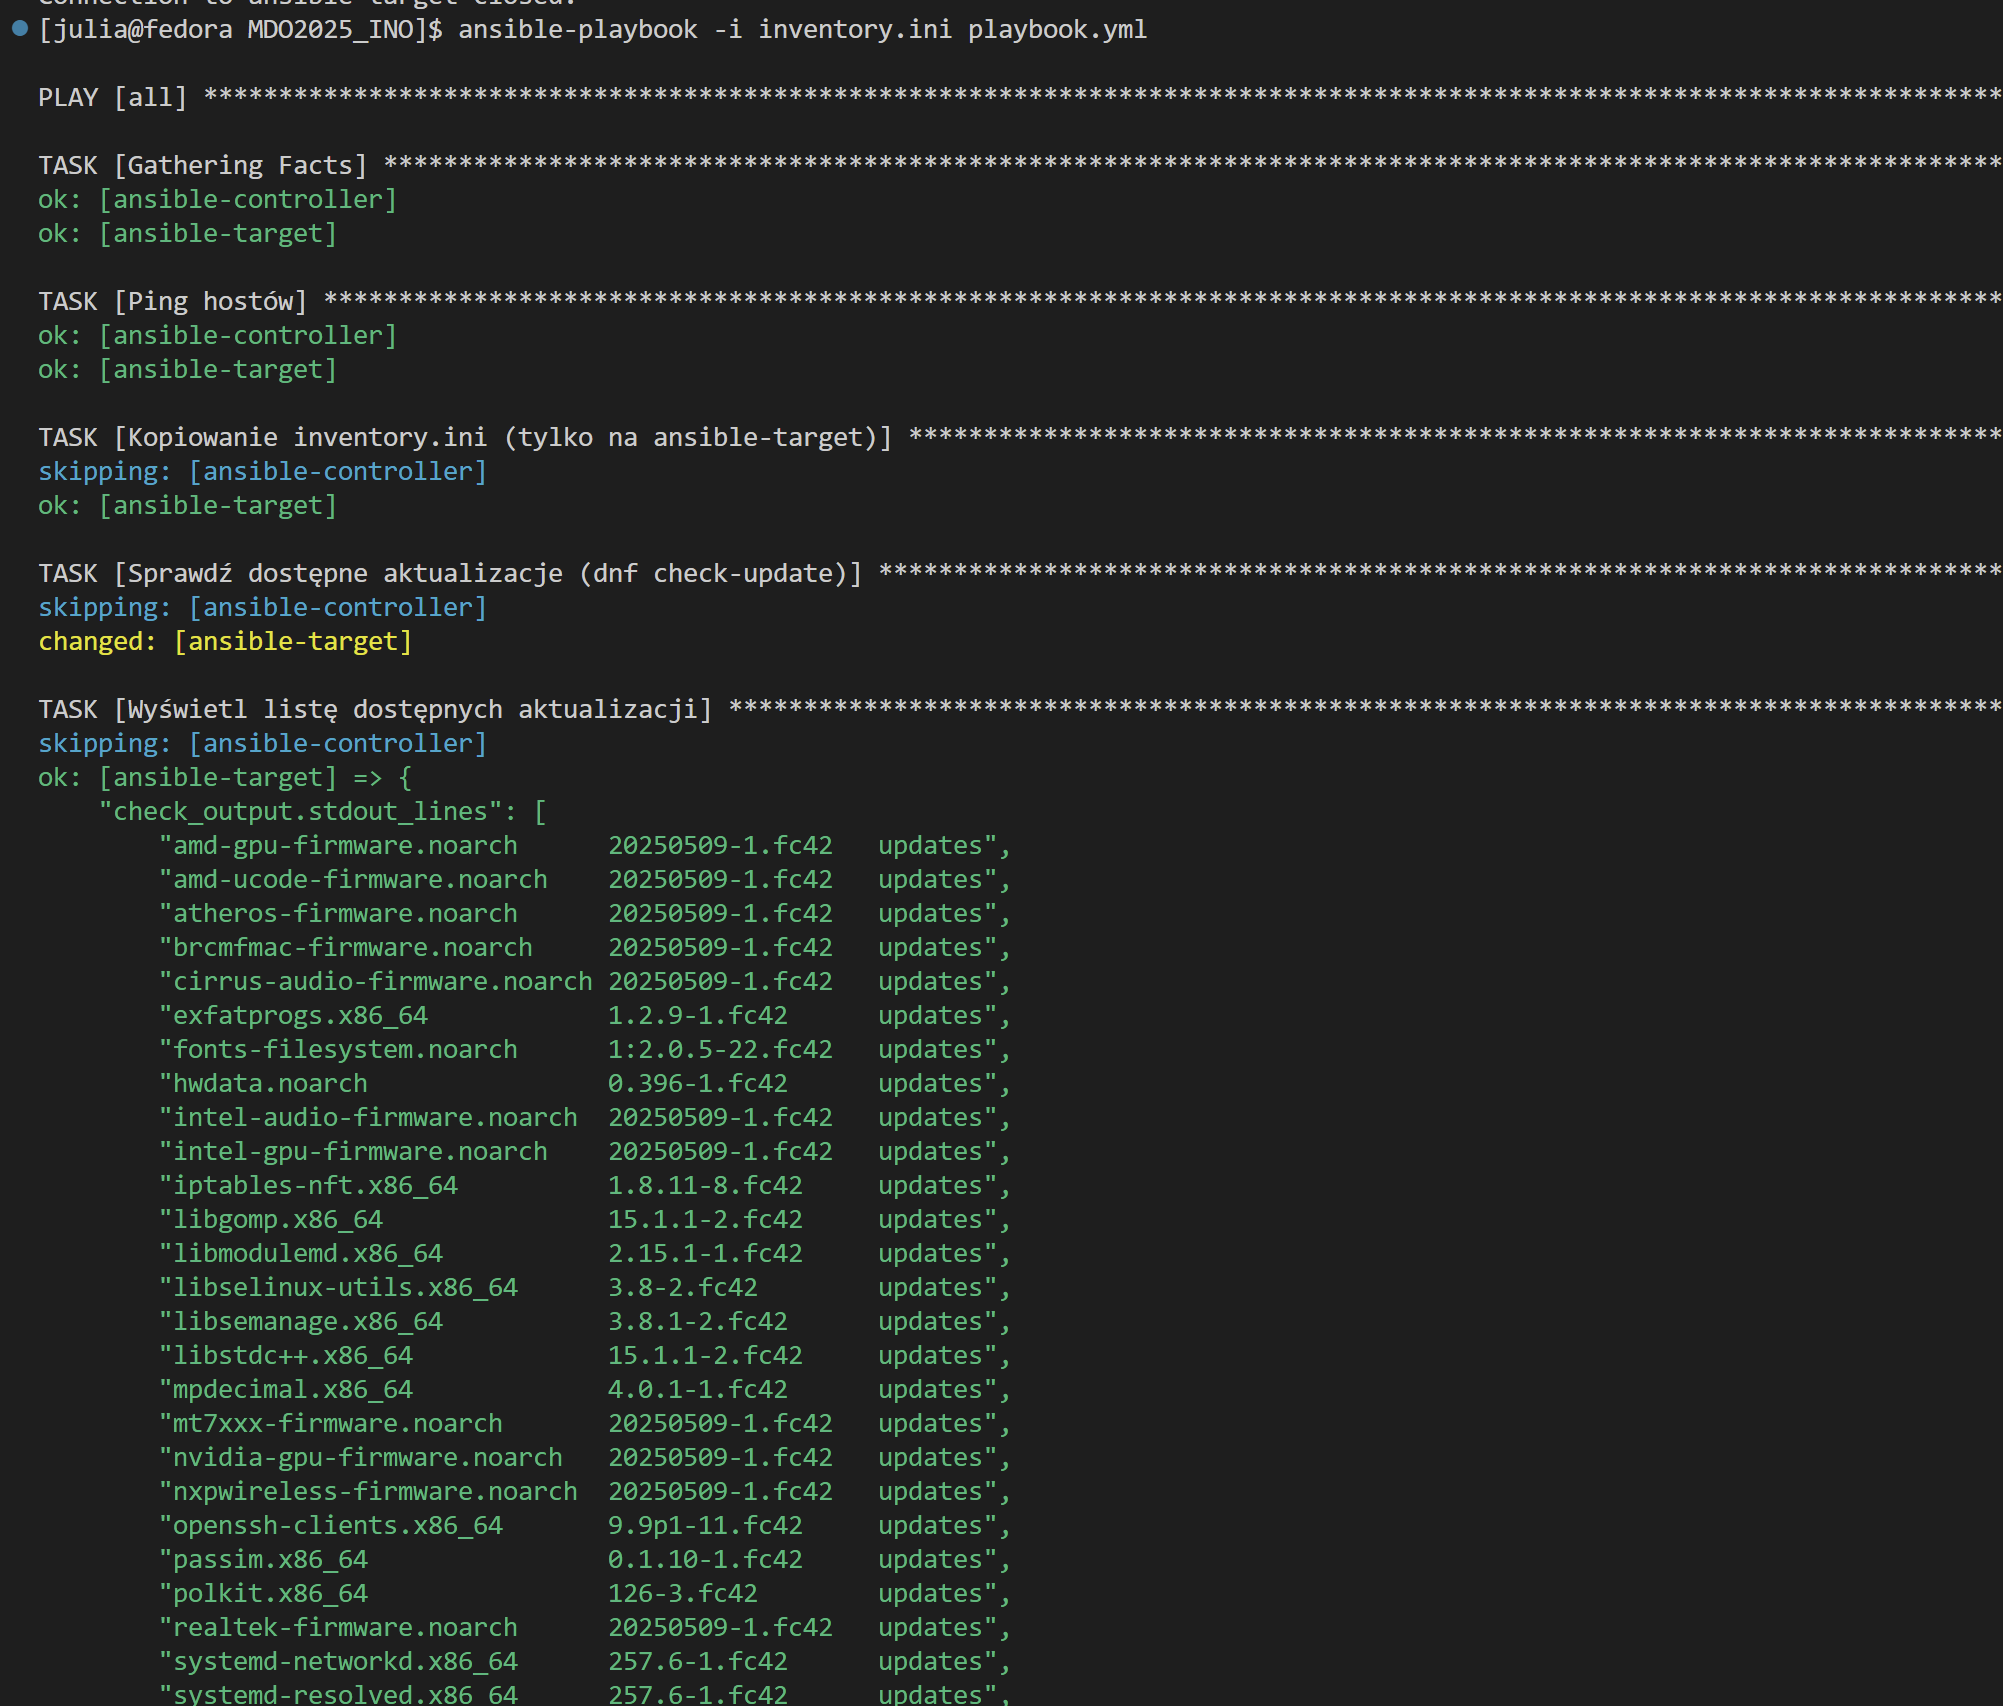 Connection to ansible-target closed.
[julia@fedora MDO2025_INO]$ ansible-playbook -i inventory.ini playbook.yml
PLAY [all] ************************************************************************************************************************
TASK [Gathering Facts] ************************************************************************************************************
ok: [ansible-controller]
ok: [ansible-target]
TASK [Ping hostów] ****************************************************************************************************************
ok: [ansible-controller]
ok: [ansible-target]
TASK [Kopiowanie inventory.ini (tylko na ansible-target)] *************************************************************************
skipping: [ansible-controller]
ok: [ansible-target]
TASK [Sprawdź dostępne aktualizacje (dnf check-update)] ***************************************************************************
skipping: [ansible-controller]
changed: [ansible-target]
TASK [Wyświetl listę dostępnych aktualizacji] *************************************************************************************
skipping: [ansible-controller]
ok: [ansible-target] => {
    "check_output.stdout_lines": [
        "amd-gpu-firmware.noarch      20250509-1.fc42   updates",
        "amd-ucode-firmware.noarch    20250509-1.fc42   updates",
        "atheros-firmware.noarch      20250509-1.fc42   updates",
        "brcmfmac-firmware.noarch     20250509-1.fc42   updates",
        "cirrus-audio-firmware.noarch 20250509-1.fc42   updates",
        "exfatprogs.x86_64            1.2.9-1.fc42      updates",
        "fonts-filesystem.noarch      1:2.0.5-22.fc42   updates",
        "hwdata.noarch                0.396-1.fc42      updates",
        "intel-audio-firmware.noarch  20250509-1.fc42   updates",
        "intel-gpu-firmware.noarch    20250509-1.fc42   updates",
        "iptables-nft.x86_64          1.8.11-8.fc42     updates",
        "libgomp.x86_64               15.1.1-2.fc42     updates",
        "libmodulemd.x86_64           2.15.1-1.fc42     updates",
        "libselinux-utils.x86_64      3.8-2.fc42        updates",
        "libsemanage.x86_64           3.8.1-2.fc42      updates",
        "libstdc++.x86_64             15.1.1-2.fc42     updates",
        "mpdecimal.x86_64             4.0.1-1.fc42      updates",
        "mt7xxx-firmware.noarch       20250509-1.fc42   updates",
        "nvidia-gpu-firmware.noarch   20250509-1.fc42   updates",
        "nxpwireless-firmware.noarch  20250509-1.fc42   updates",
        "openssh-clients.x86_64       9.9p1-11.fc42     updates",
        "passim.x86_64                0.1.10-1.fc42     updates",
        "polkit.x86_64                126-3.fc42        updates",
        "realtek-firmware.noarch      20250509-1.fc42   updates",
        "systemd-networkd.x86_64      257.6-1.fc42      updates",
        "systemd-resolved.x86_64      257.6-1.fc42      updates",